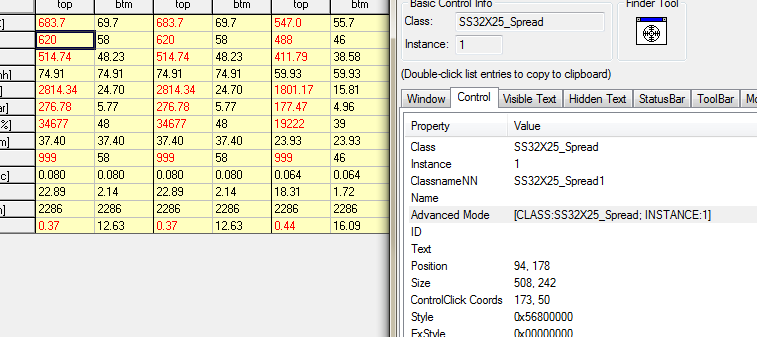 top btm top btm top btm
683.7 69.7 683.7 69.7 547.0 55.7
620 58 620 58 488 46
514.74 48.23 514.74 48.23 411.79 38.58
nh] 74.91 74.91 74.91 74.91 59.93 59.93
] 2814.34 24.70 2814.34 24.70 1801.17 15.81
ar] 276.78 5.77 276.78 5.77 177.47 4.96
%] 34677 48 34677 48 19222 39
m] 37.40 37.40 37.40 37.40 23.93 23.93
999 58 999 58 999 46
c] 0.080 0.080 0.080 0.080 0.064 0.064
22.89 2.14 22.89 2.14 18.31 1.72
] 2286 2286 2286 2286 2286 2286
0.37 12.63 0.37 12.63 0.44 16.09
Basic Control Info
Class: SS32X25_Spread
Instance: 1
Finder Tool
(Double-click list entries to copy to clipboard)
Window Control Visible Text Hidden Text StatusBar ToolBar Mo
Property Value
Class SS32X25_Spread
Instance 1
ClassnameNN SS32X25_Spread1
Name
Advanced Mode [CLASS:SS32X25_Spread; INSTANCE:1]
ID
Text
Position 94, 178
Size 508, 242
ControlClick Coords 173, 50
Style 0x56800000
ExStyle 0x00000000